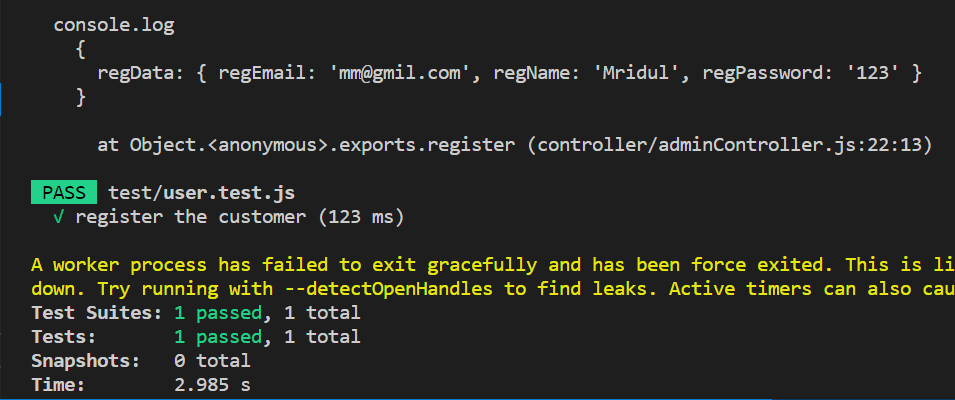 console.log
{
regData: { regEmail: 'mm@gmil.com', regName: 'Mridul', regPassword: '123' }
}
at Object.<anonymous>.exports.register (controller/adminController.js:22:13)
PASS test/user.test.js
√ register the customer (123 ms)
A worker process has failed to exit gracefully and has been force exited. This is li
down. Try running with --detectOpenHandles to find leaks. Active timers can also cau
Test Suites: 1 passed, 1 total
Tests: 1 passed, 1 total
Snapshots: 0 total
Time: 2.985 s